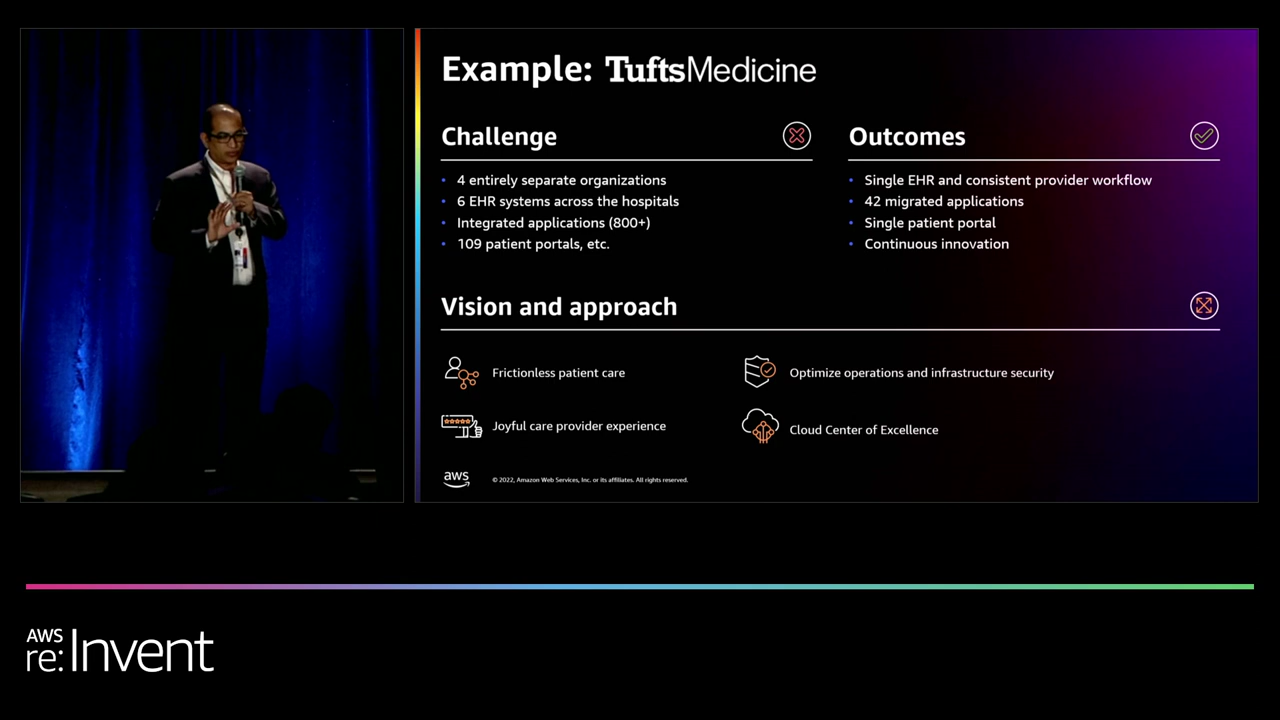 Example: Tufts Medicine
Challenge
• 4 entirely separate organizations
• 6 EHR systems across the hospitals
• Integrated applications (800+)
• 109 patient portals, etc.
Outcomes
• Single EHR and consistent provider workflow
• 42 migrated applications
• Single patient portal
• Continuous innovation
Vision and approach
Frictionless patient care
Optimize operations and infrastructure security
Joyful care provider experience
Cloud Center of Excellence
aws
© 2022, Amazon Web Services, Inc. or its affiliates. All rights reserved.
AWS
re:Invent